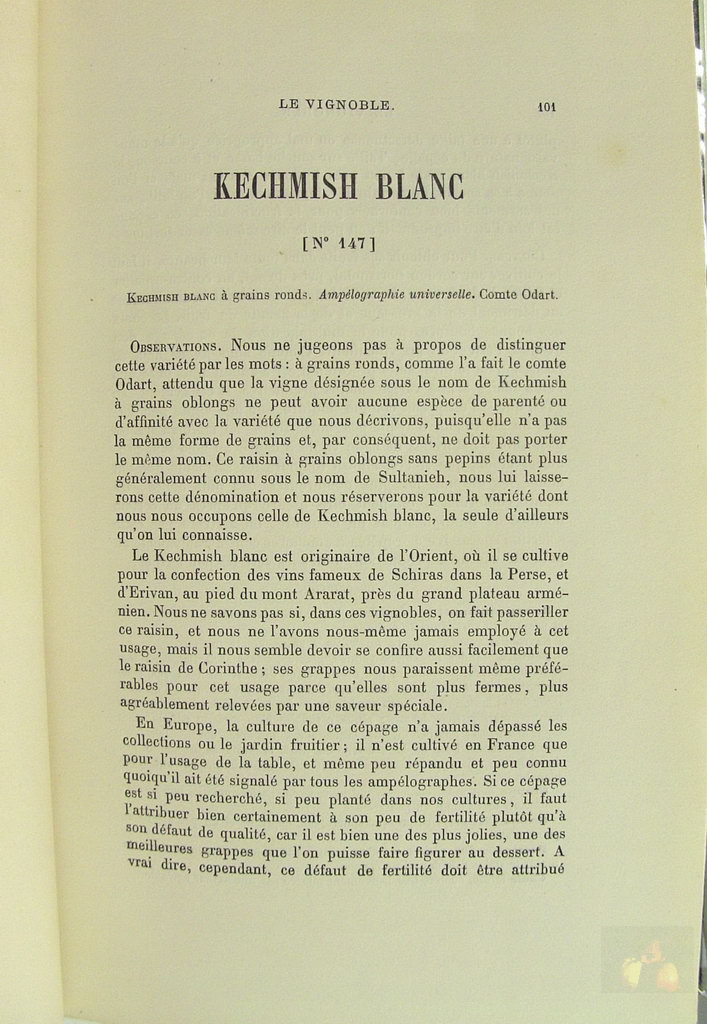 LE VIGNOBLE. 101
KECHMISH BLANC
[N° 147]
KECHMISH BLANC à grains ronds. Ampélographie universelle. Comte Odart.
OBSERVATIONS. Nous ne jugeons pas à propos de distinguer
cette variété par les mots : à grains ronds, comme l'a fait le comte
Odart, attendu que la vigne désignée sous le nom de Kechmish
à grains oblongs ne peut avoir aucune espèce de parenté ou
d'affinité avec la variété que nous décrivons, puisqu'elle n'a pas
la même forme de grains et, par conséquent, ne doit pas porter
le même nom. Ce raisin à grains oblongs sans pepins étant plus
généralement connu sous le nom de Sultanieh, nous lui laisse-
rons cette dénomination et nous réserverons pour la variété dont
nous nous occupons celle de Kechmish blanc, la seule d'ailleurs
qu'on lui connaisse.
Le Kechmish blanc est originaire de l'Orient, où il se cultive
pour la confection des vins fameux de Schiras dans la Perse, et
d'Erivan, au pied du mont Ararat, près du grand plateau armé-
nien. Nous ne savons pas si, dans ces vignobles, on fait passeriller
ce raisin, et nous ne l'avons nous-même jamais employé à cet
usage, mais il nous semble devoir se confire aussi facilement que
le raisin de Corinthe ; ses grappes nous paraissent même préfé-
rables pour cet usage parce qu'elles sont plus fermes, plus
agréablement relevées par une saveur spéciale.
En Europe, la culture de ce cépage n'a jamais dépassé les
collections ou le jardin fruitier ; il n'est cultivé en France que
pour l'usage de la table, et même peu répandu et peu connu
quoiqu'il ait été signalé par tous les ampélographes. Si ce cépage
est si peu recherché, si peu planté dans nos cultures, il faut
l'attribuer bien certainement à son peu de fertilité plutôt qu'à
son défaut de qualité, car il est bien une des plus jolies, une des
meilleures grappes que l'on puisse faire figurer au dessert. A
vrai dire, cependant, ce défaut de fertilité doit être attribué